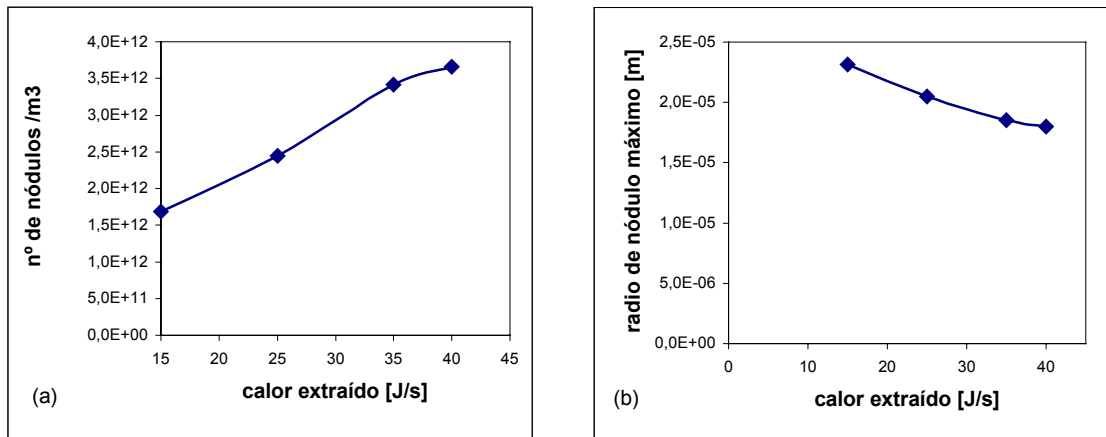 4,0E+12
3,5E+12
3,0E+12
2,5E+12
2,0E+12
1,5E+12
1,0E+12
5,0E+11
0,0E+00
nº de nódulos /m3
15 20 25 30 35 40 45
calor extraído [J/s]
(a)
2,5E-05
2,0E-05
1,5E-05
1,0E-05
5,0E-06
0,0E+00
radio de nódulo máximo [m]
0 10 20 30 40
calor extraído [J/s]
(b)